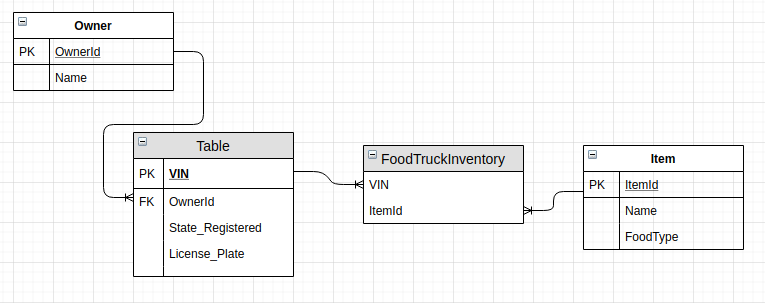 Owner
PK OwnerId
Name
Table
PK VIN
FK OwnerId
State_Registered
License_Plate
FoodTruckInventory
VIN
ItemId
Item
PK ItemId
Name
FoodType